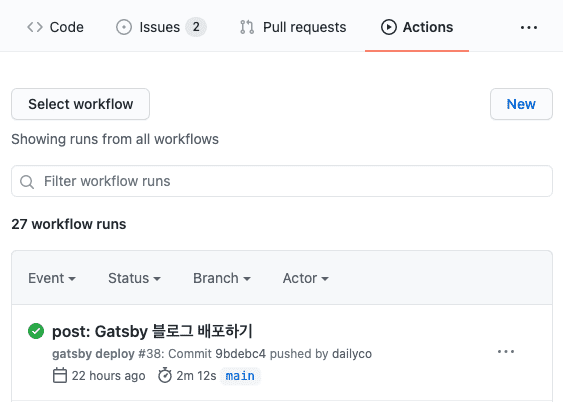 Code Issues 2 Pull requests Actions ...
Select workflow New
Showing runs from all workflows
Filter workflow runs
27 workflow runs
Event Status Branch Actor
post: Gatsby 블로그 배포하기
gatsby deploy #38: Commit 9bdebc4 pushed by dailyco
22 hours ago 2m 12s main